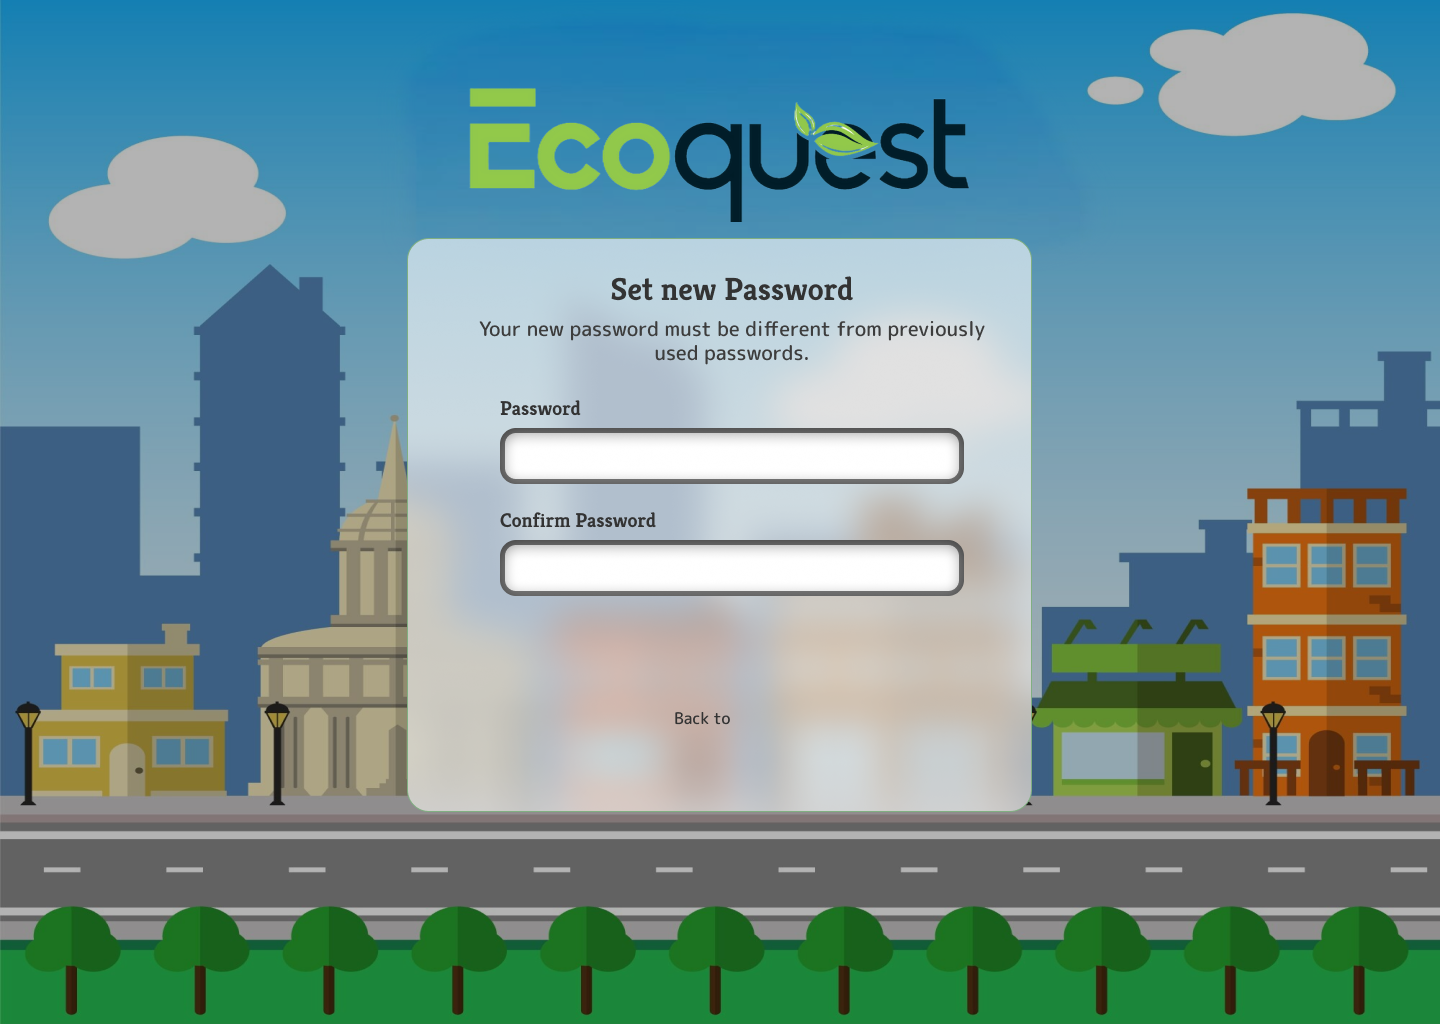 Ecoquest
Set new Password
Your new password must be different from previously
used passwords.
Password
Confirm Password
Back to